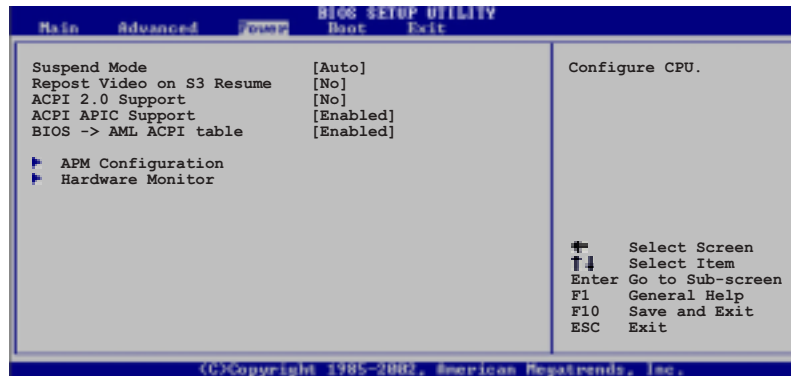 BIOS SETUP UTILITY
Main Advanced Power Boot Exit
Suspend Mode [Auto]
Repost Video on S3 Resume [No]
ACPI 2.0 Support [No]
ACPI APIC Support [Enabled]
BIOS -> AML ACPI table [Enabled]
APM Configuration
Hardware Monitor
Configure CPU.
Select Screen
Select Item
Enter Go to Sub-screen
F1 General Help
F10 Save and Exit
ESC Exit
(C)Copyright 1985-2002, American Megatrends, Inc.